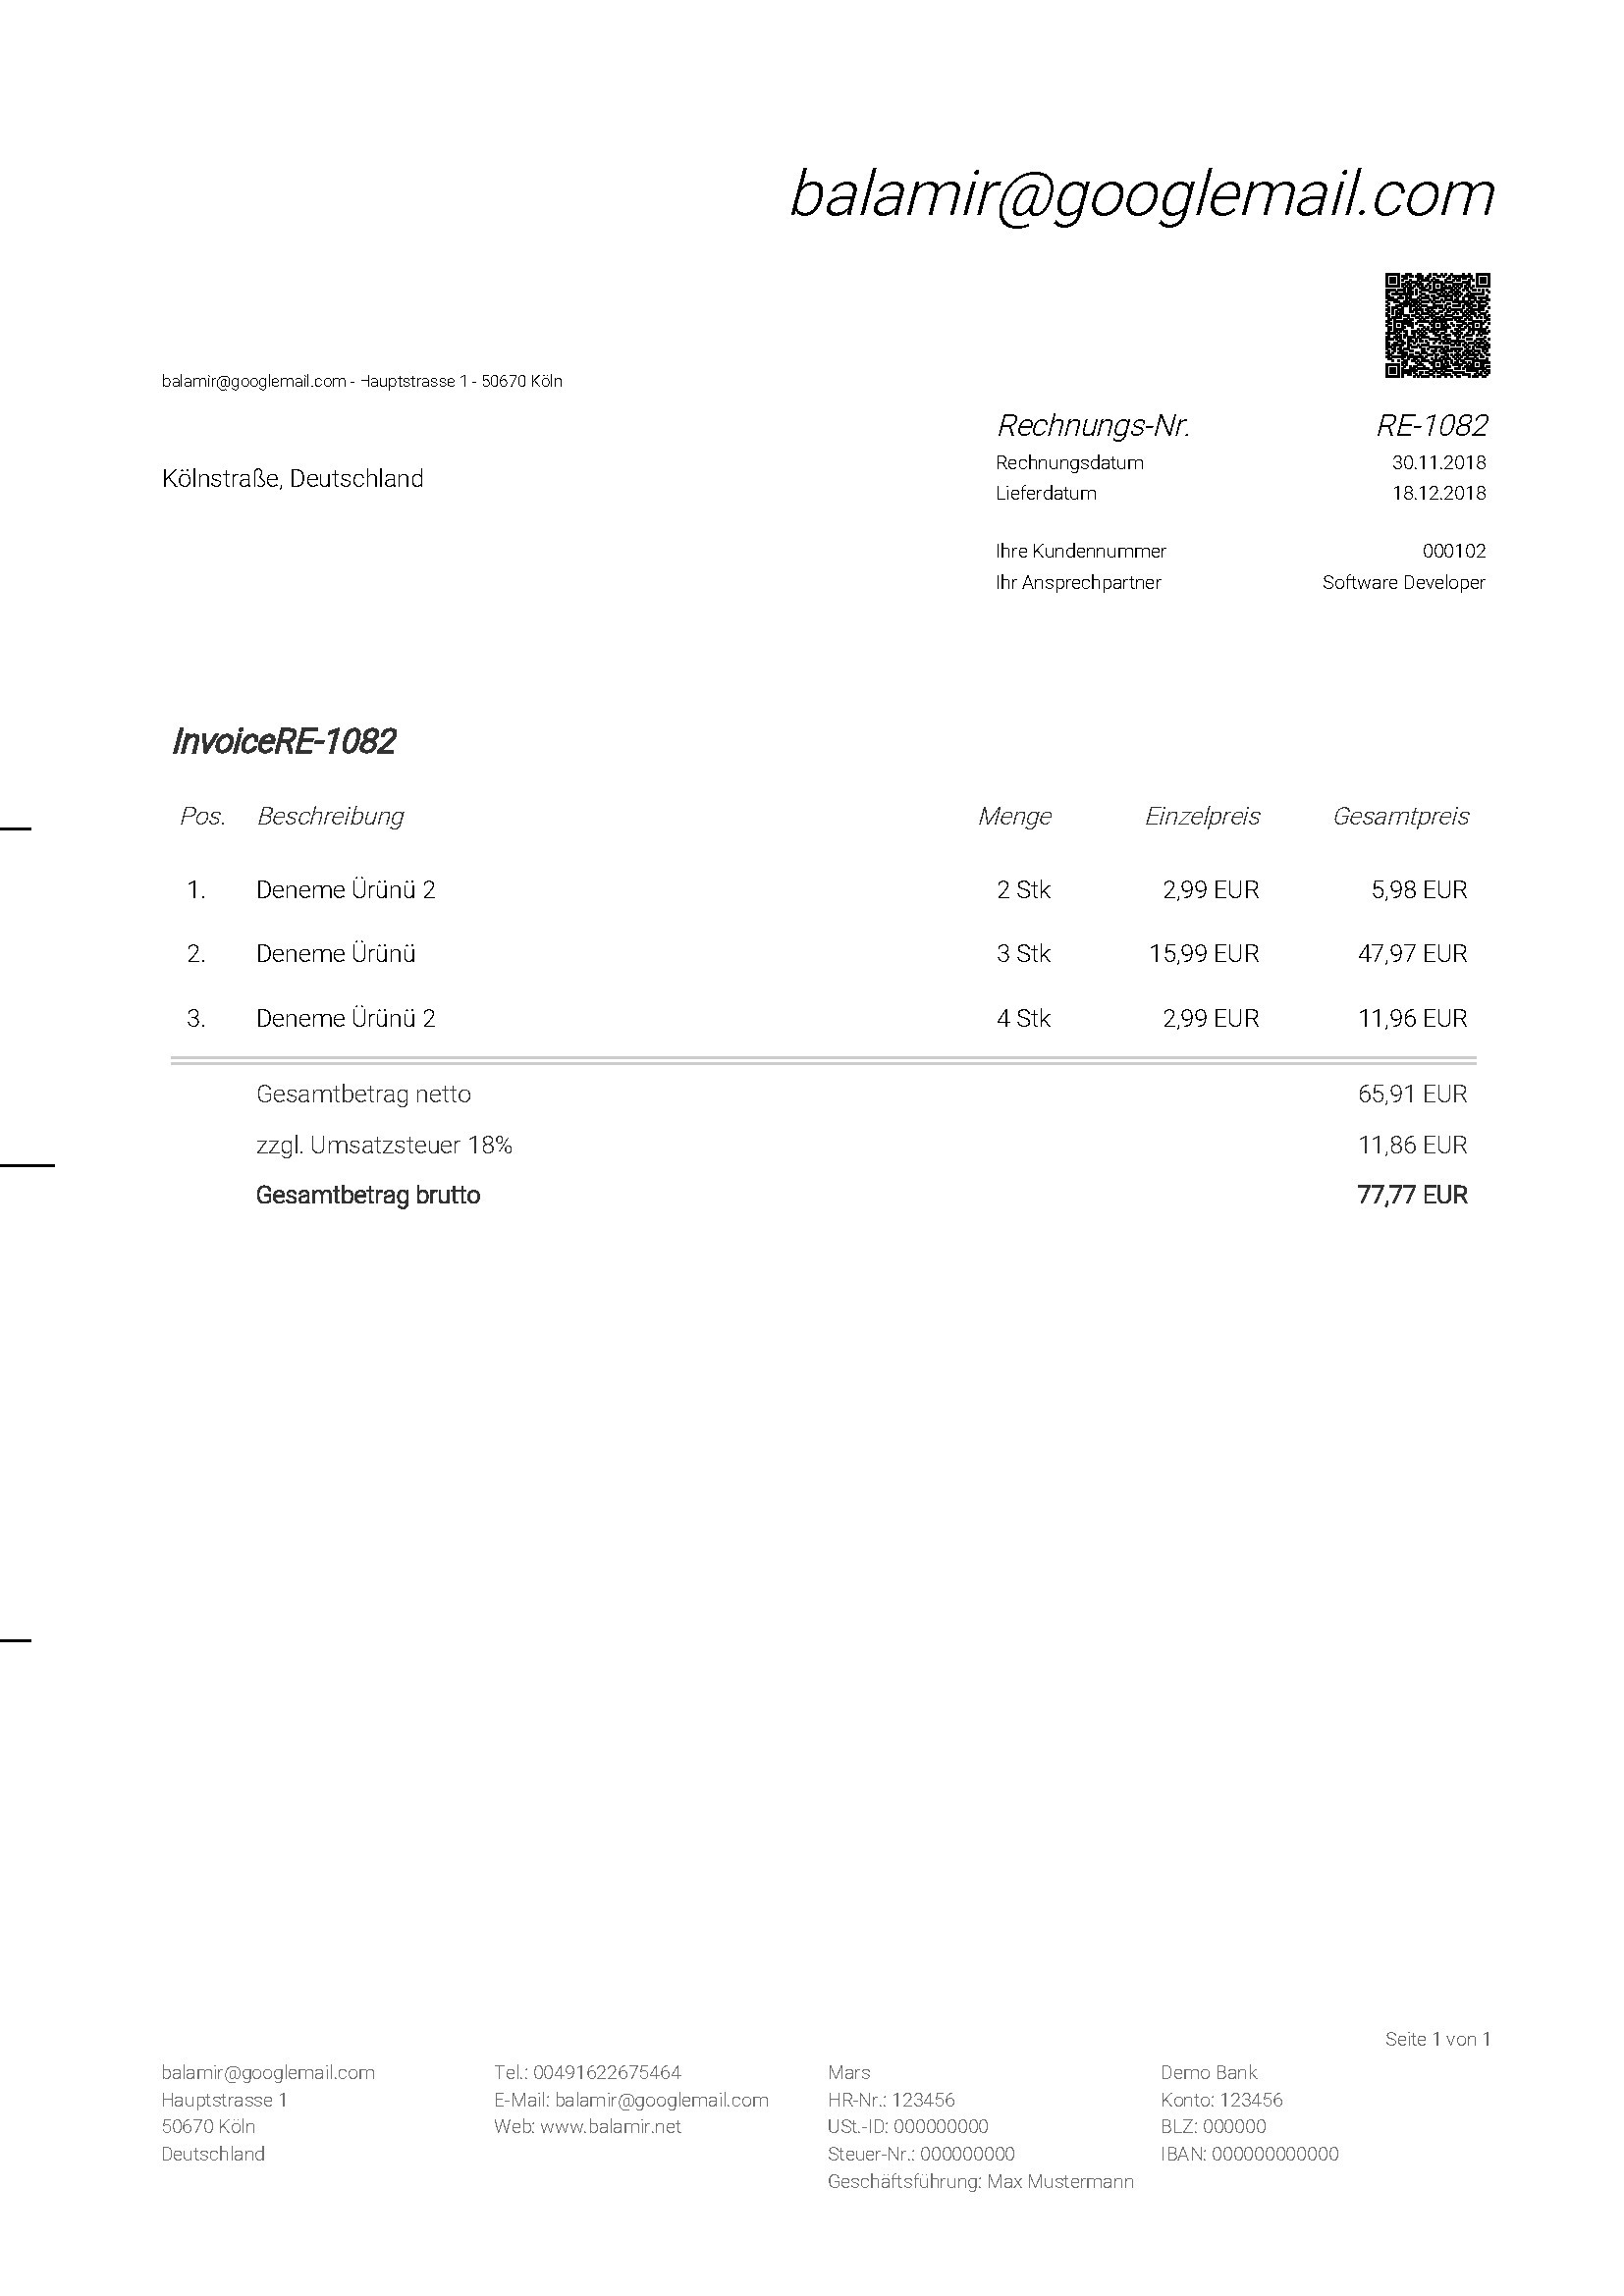 balamir@googlemail.com
balamir@googlemail.com - Hauptstrasse 1 - 50670 Köln
Kölnstraße, Deutschland
Rechnungs-Nr. RE-1082
Rechnungsdatum 30.11.2018
Lieferdatum 18.12.2018
Ihre Kundennummer 000102
Ihr Ansprechpartner Software Developer
InvoiceRE-1082
Pos. Beschreibung Menge Einzelpreis Gesamtpreis
1. Deneme Ürünü 2 2 Stk 2,99 EUR 5,98 EUR
2. Deneme Ürünü 3 Stk 15,99 EUR 47,97 EUR
3. Deneme Ürünü 2 4 Stk 2,99 EUR 11,96 EUR
Gesamtbetrag netto 65,91 EUR
zzgl. Umsatzsteuer 18% 11,86 EUR
Gesamtbetrag brutto 77,77 EUR
Seite 1 von 1
balamir@googlemail.com
Hauptstrasse 1
50670 Köln
Deutschland
Tel.: 00491622675464
E-Mail: balamir@googlemail.com
Web: www.balamir.net
Mars
HR-Nr.: 123456
USt.-ID: 000000000
Steuer-Nr.: 000000000
Geschäftsführung: Max Mustermann
Demo Bank
Konto: 123456
BLZ: 000000
IBAN: 000000000000